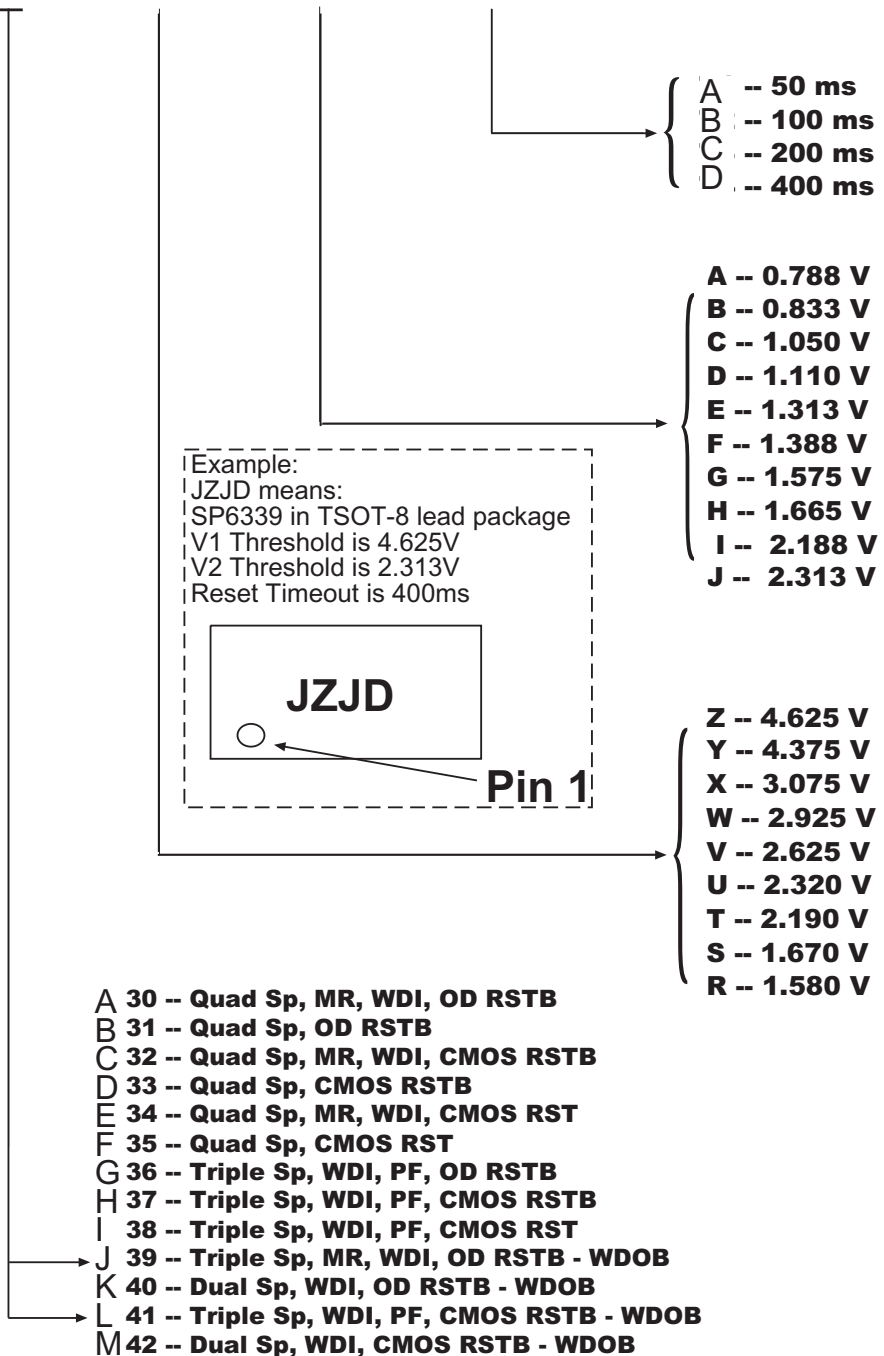 A -- 50 ms
B -- 100 ms
C -- 200 ms
D -- 400 ms
A -- 0.788 V
B -- 0.833 V
C -- 1.050 V
D -- 1.110 V
E -- 1.313 V
F -- 1.388 V
G -- 1.575 V
H -- 1.665 V
I -- 2.188 V
J -- 2.313 V
Example:
JZJD means:
SP6339 in TSOT-8 lead package
V1 Threshold is 4.625V
V2 Threshold is 2.313V
Reset Timeout is 400ms
JZJD
Pin 1
Z -- 4.625 V
Y -- 4.375 V
X -- 3.075 V
W -- 2.925 V
V -- 2.625 V
U -- 2.320 V
T -- 2.190 V
S -- 1.670 V
R -- 1.580 V
A 30 -- Quad Sp, MR, WDI, OD RSTB
B 31 -- Quad Sp, OD RSTB
C 32 -- Quad Sp, MR, WDI, CMOS RSTB
D 33 -- Quad Sp, CMOS RSTB
E 34 -- Quad Sp, MR, WDI, CMOS RST
F 35 -- Quad Sp, CMOS RST
G 36 -- Triple Sp, WDI, PF, OD RSTB
H 37 -- Triple Sp, WDI, PF, CMOS RSTB
I 38 -- Triple Sp, WDI, PF, CMOS RST
J 39 -- Triple Sp, MR, WDI, OD RSTB - WDOB
K 40 -- Dual Sp, WDI, OD RSTB - WDOB
L 41 -- Triple Sp, WDI, PF, CMOS RSTB - WDOB
M 42 -- Dual Sp, WDI, CMOS RSTB - WDOB